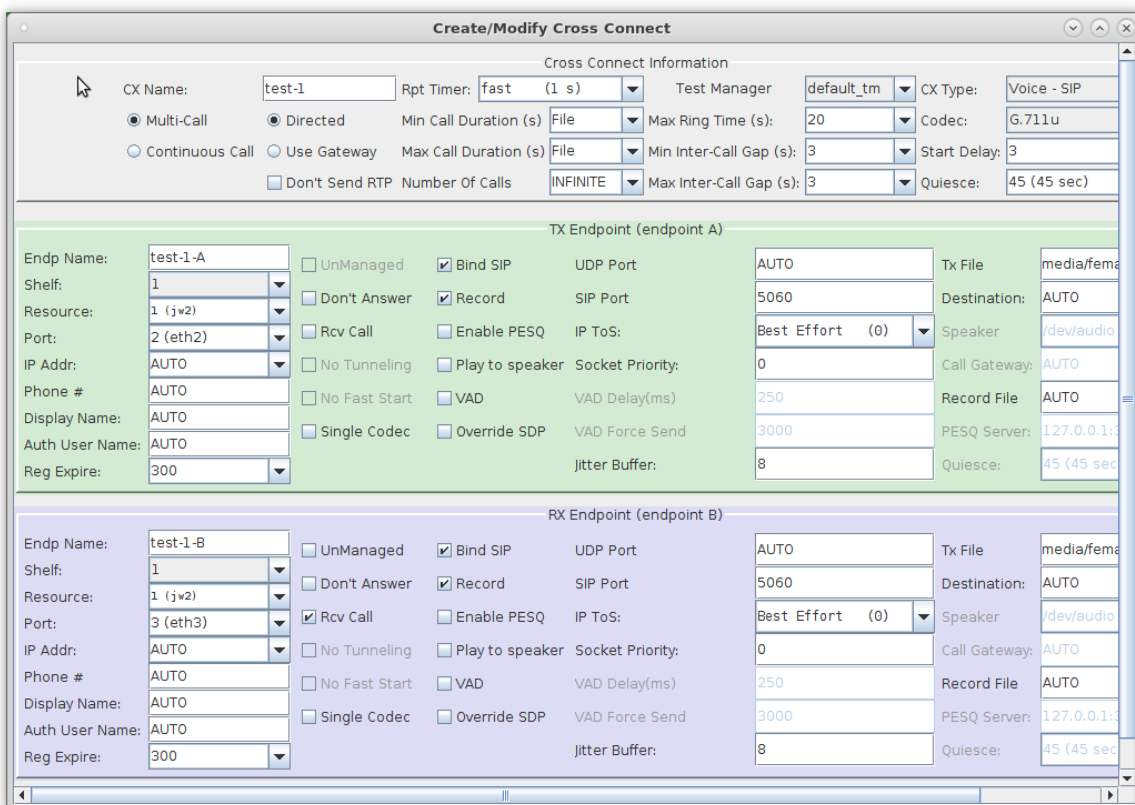 Create/Modify Cross Connect
Cross Connect Information
CX Name: test-1 Rpt Timer: fast (1 s) Test Manager default_tm CX Type: Voice - SIP
Multi-Call Directed Min Call Duration (s) File Max Ring Time (s): 20 Codec: G.711u
Continuous Call Use Gateway Max Call Duration (s) File Min Inter-Call Gap (s): 3 Start Delay: 3
Don't Send RTP Number Of Calls INFINITE Max Inter-Call Gap (s): 3 Quiesce: 45 (45 sec)
TX Endpoint (endpoint A)
Endp Name: test-1-A UnManaged Bind SIP UDP Port AUTO Tx File media/fema
Shelf: 1
Resource: 1 (jw2) Don't Answer Record SIP Port 5060 Destination: AUTO
Port: 2 (eth2) Rcv Call Enable PESQ IP ToS: Best Effort (0) Speaker /dev/audio
IP Addr: AUTO No Tunneling Play to speaker Socket Priority: 0 Call Gateway: AUTO
Phone # AUTO No Fast Start VAD VAD Delay(ms) 250 Record File AUTO
Display Name: AUTO
Auth User Name: AUTO Single Codec Override SDP VAD Force Send 3000 PESQ Server: 127.0.0.1:3
Reg Expire: 300 Jitter Buffer: 8 Quiesce: 45 (45 sec
RX Endpoint (endpoint B)
Endp Name: test-1-B UnManaged Bind SIP UDP Port AUTO Tx File media/fema
Shelf: 1
Resource: 1 (jw2) Don't Answer Record SIP Port 5060 Destination: AUTO
Port: 3 (eth3) Rcv Call Enable PESQ IP ToS: Best Effort (0) Speaker /dev/audio
IP Addr: AUTO No Tunneling Play to speaker Socket Priority: 0 Call Gateway: AUTO
Phone # AUTO No Fast Start VAD VAD Delay(ms) 250 Record File AUTO
Display Name: AUTO
Auth User Name: AUTO Single Codec Override SDP VAD Force Send 3000 PESQ Server: 127.0.0.1:3
Reg Expire: 300 Jitter Buffer: 8 Quiesce: 45 (45 sec